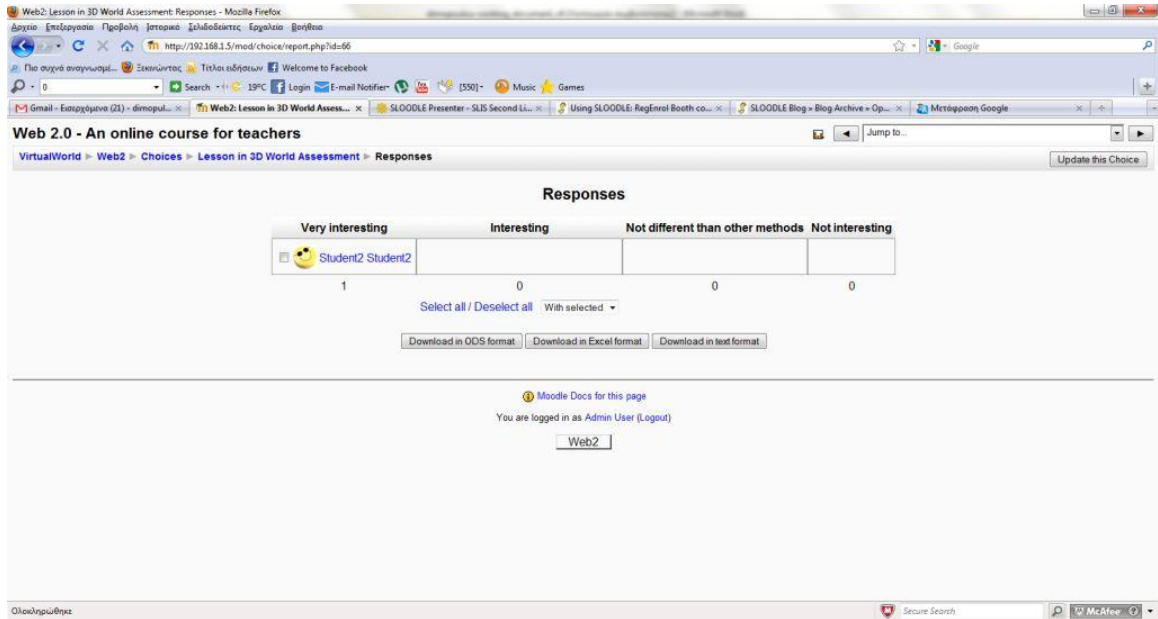 Web2: Lesson in 3D World Assessment: Responses - Mozilla Firefox
Αρχείο Επεξεργασία Προβολή Ιστορικό Σελιδοδείκτες Εργαλεία Βοήθεια
http://192.168.1.5/mod/choice/report.php?id=66 Google
Πιο συχνά αναγνωσμέ... Ξεκινώντας Τίτλοι ειδήσεων Welcome to Facebook
0 Search 19°C Login E-mail Notifier [550] Music Games
Gmail - Εισερχόμενα (21) - dimopul... Web2: Lesson in 3D World Assess... SLOODLE Presenter - SLIS Second Li... Using SLOODLE: RegEnrol Booth co... SLOODLE Blog » Blog Archive » Op... Μετάφραση Google
Web 2.0 - An online course for teachers Jump to...
VirtualWorld ► Web2 ► Choices ► Lesson in 3D World Assessment ► Responses Update this Choice
Responses
Very interesting Interesting Not different than other methods Not interesting
Student2 Student2
1 0 0 0
Select all / Deselect all With selected
Download in ODS format Download in Excel format Download in text format
Moodle Docs for this page
You are logged in as Admin User (Logout)
Web2
Ολοκληρώθηκε Secure Search McAfee